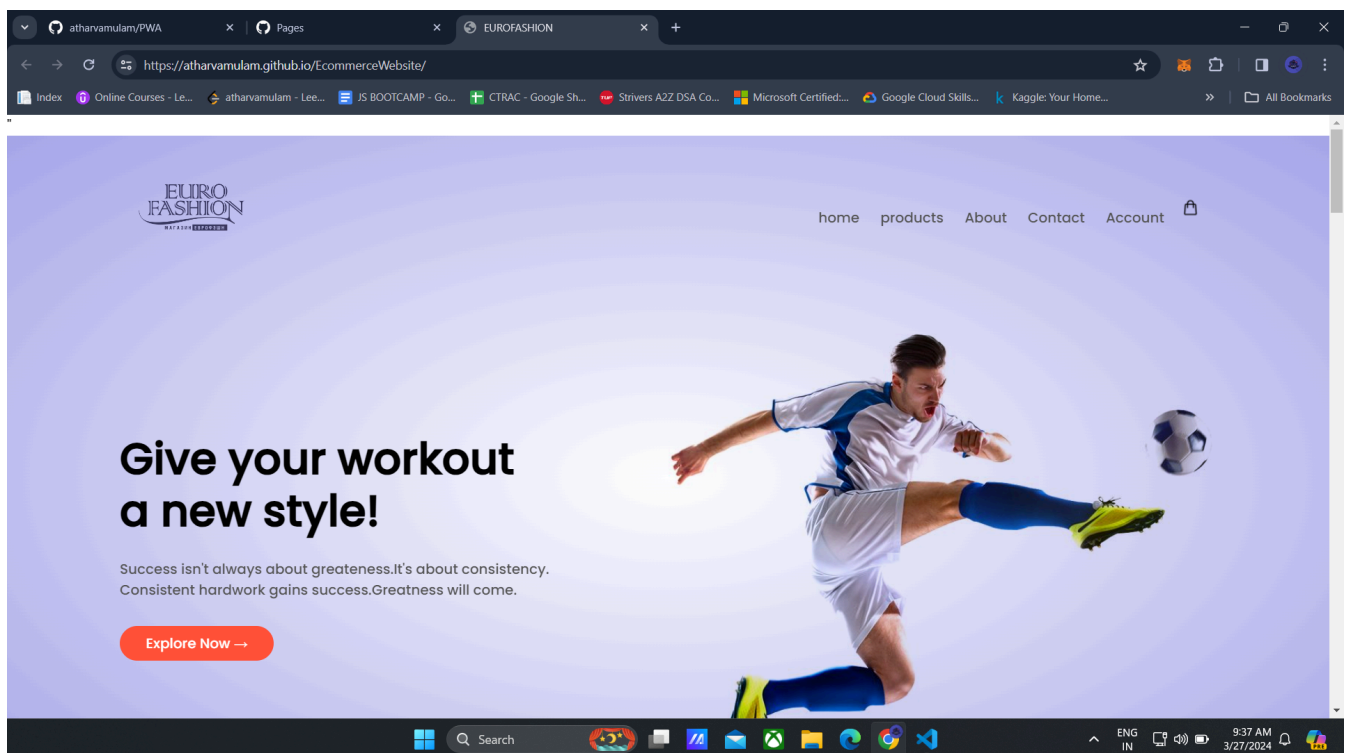 atharvamulam/PWA
Pages
EUROFASHION
https://atharvamulam.github.io/EcommerceWebsite/
Index
Online Courses - Le...
atharvamulam - Lee...
JS BOOTCAMP - Go...
CTRAC - Google Sh...
Strivers A2Z DSA Co...
Microsoft Certified:...
Google Cloud Skills...
Kaggle: Your Home...
All Bookmarks
"
EURO
FASHION
home products About Contact Account
Give your workout
a new style!
Success isn't always about greateness.It's about consistency.
Consistent hardwork gains success.Greatness will come.
Explore Now →
Search
ENG
IN
9:37 AM
3/27/2024